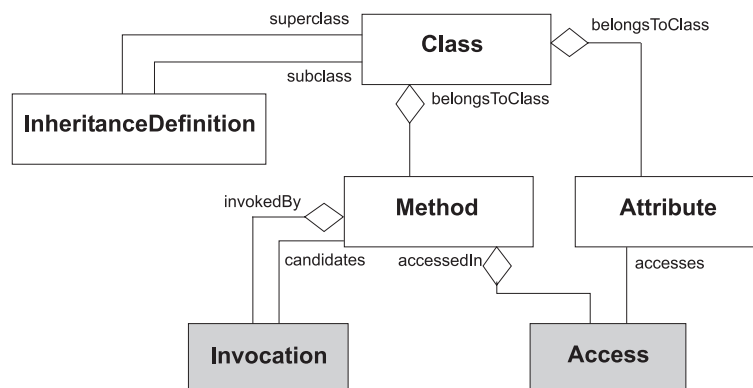 superclass
Class
belongsToClass
subclass
belongsToClass
InheritanceDefinition
invokedBy
Method
Attribute
candidates
accessedIn
accesses
Invocation
Access